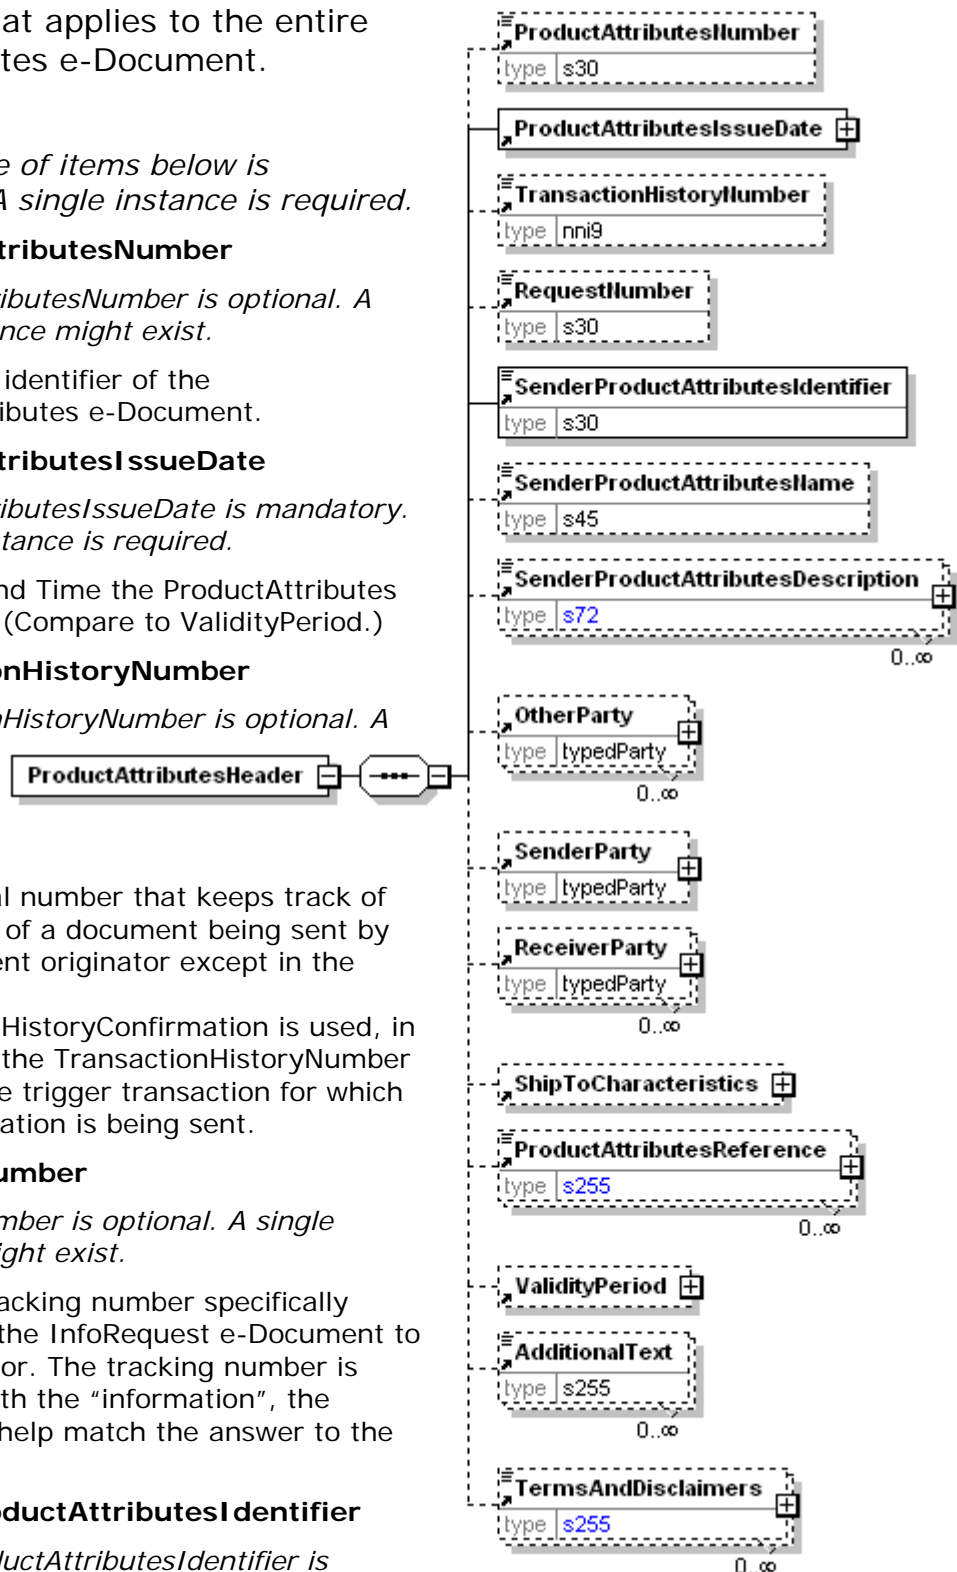 at applies to the entire
tes e-Document.
e of items below is
A single instance is required.
tributesNumber
ributesNumber is optional. A
nce might exist.
identifier of the
ributes e-Document.
tributesIssueDate
ributesIssueDate is mandatory.
tance is required.
nd Time the ProductAttributes
(Compare to ValidityPeriod.)
onHistoryNumber
nHistoryNumber is optional. A
ProductAttributesHeader
al number that keeps track of
of a document being sent by
ent originator except in the
HistoryConfirmation is used, in
the TransactionHistoryNumber
e trigger transaction for which
ation is being sent.
umber
mber is optional. A single
ight exist.
acking number specifically
the InfoRequest e-Document to
or. The tracking number is
th the “information”, the
help match the answer to the
oductAttributesIdentifier
ductAttributesIdentifier is
ProductAttributesNumber
type s30
ProductAttributesIssueDate
TransactionHistoryNumber
type nni9
RequestNumber
type s30
SenderProductAttributesIdentifier
type s30
SenderProductAttributesName
type s45
SenderProductAttributesDescription
type s72
0..∞
OtherParty
type typedParty
0..∞
SenderParty
type typedParty
ReceiverParty
type typedParty
0..∞
ShipToCharacteristics
ProductAttributesReference
type s255
0..∞
ValidityPeriod
AdditionalText
type s255
0..∞
TermsAndDisclaimers
type s255
0..∞